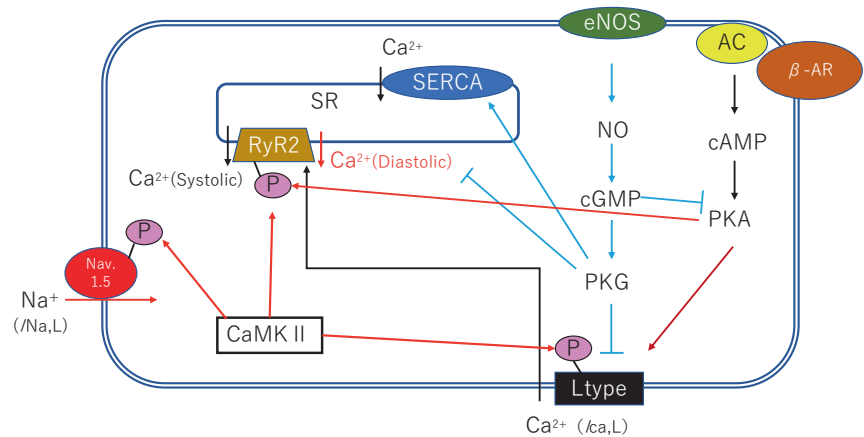 eNOS
AC
β-AR
Ca²⁺
SERCA
SR
NO
RyR2
cAMP
Ca²⁺(Diastolic)
Ca²⁺(Systolic)
P
cGMP
PKA
P
Nav.
1.5
PKG
Na⁺
(INa,L)
CaMK II
P
Ltype
Ca²⁺ (Ica,L)